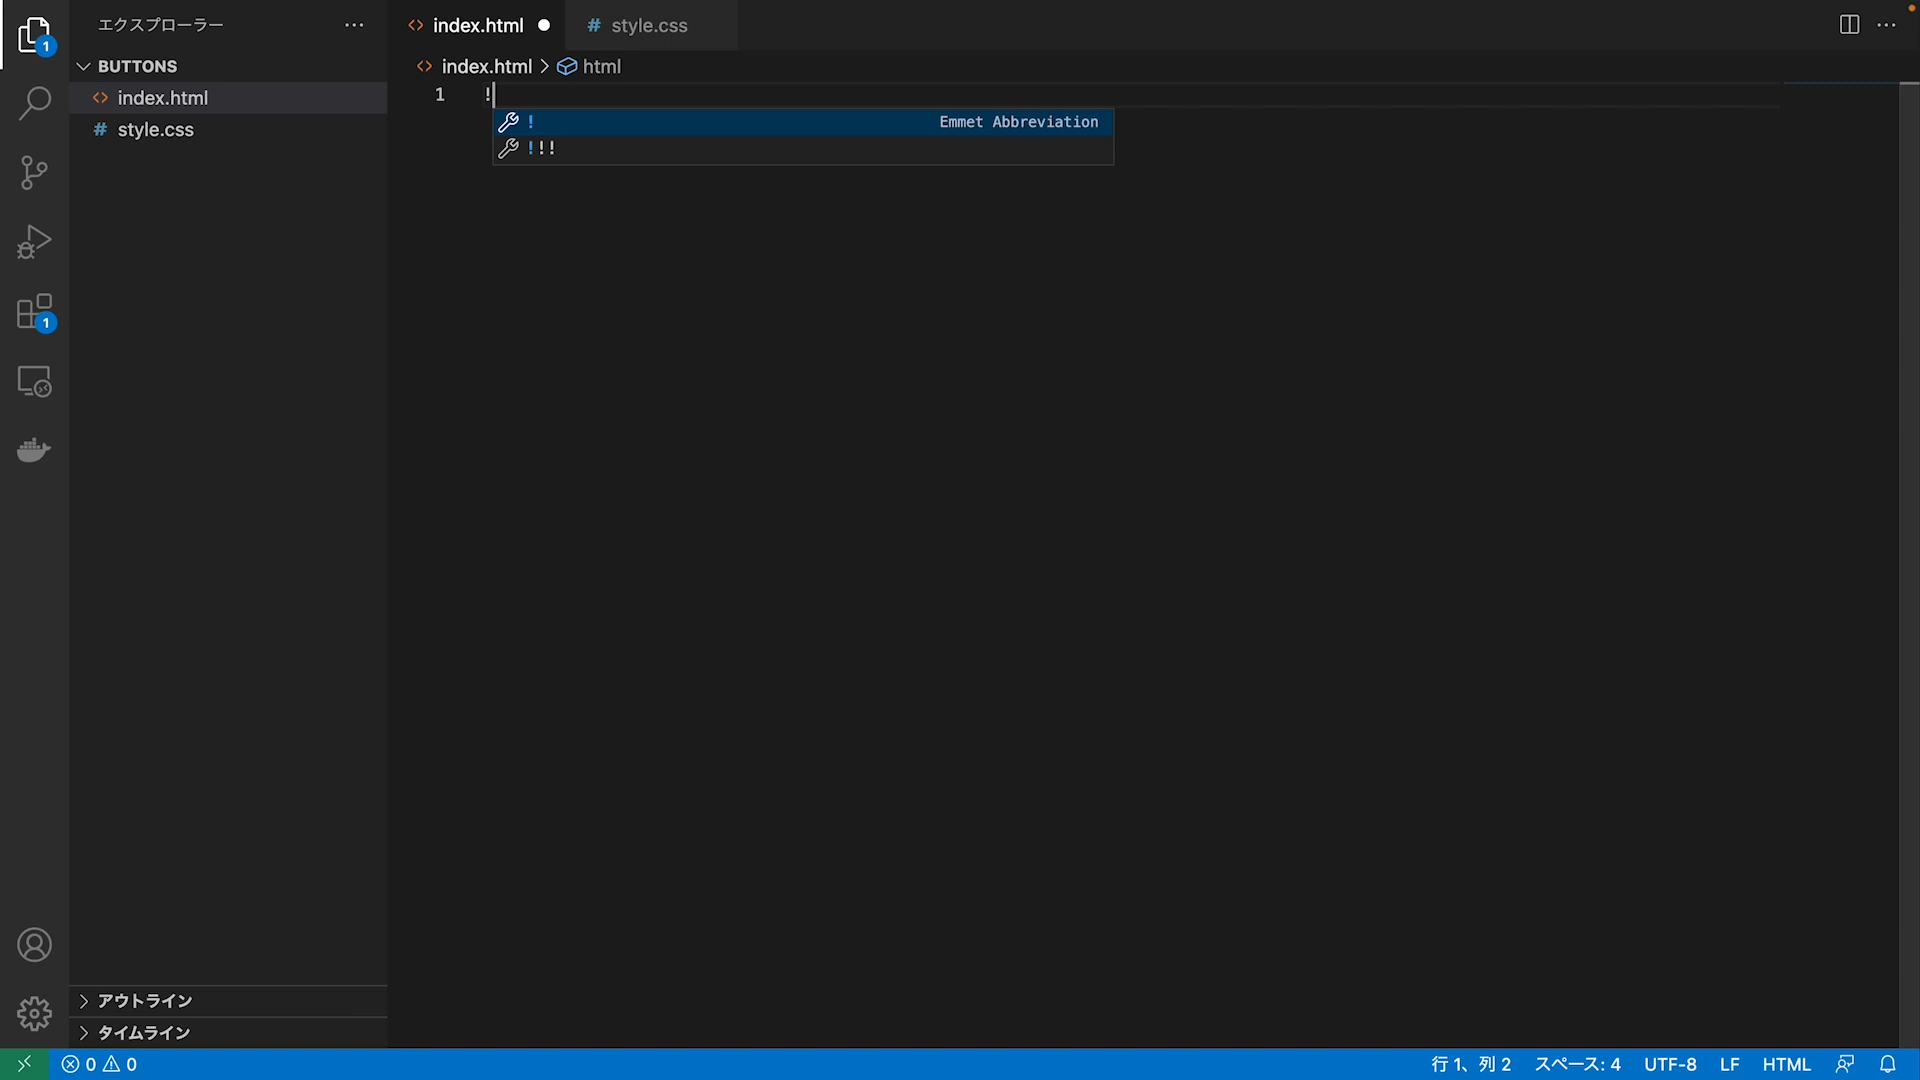 エクスプローラー
index.html
# style.css
BUTTONS
index.html
# style.css
index.html > html
1 !
! Emmet Abbreviation
!!!
1
1
アウトライン
タイムライン
0 0
行 1、列 2 スペース: 4 UTF-8 LF HTML